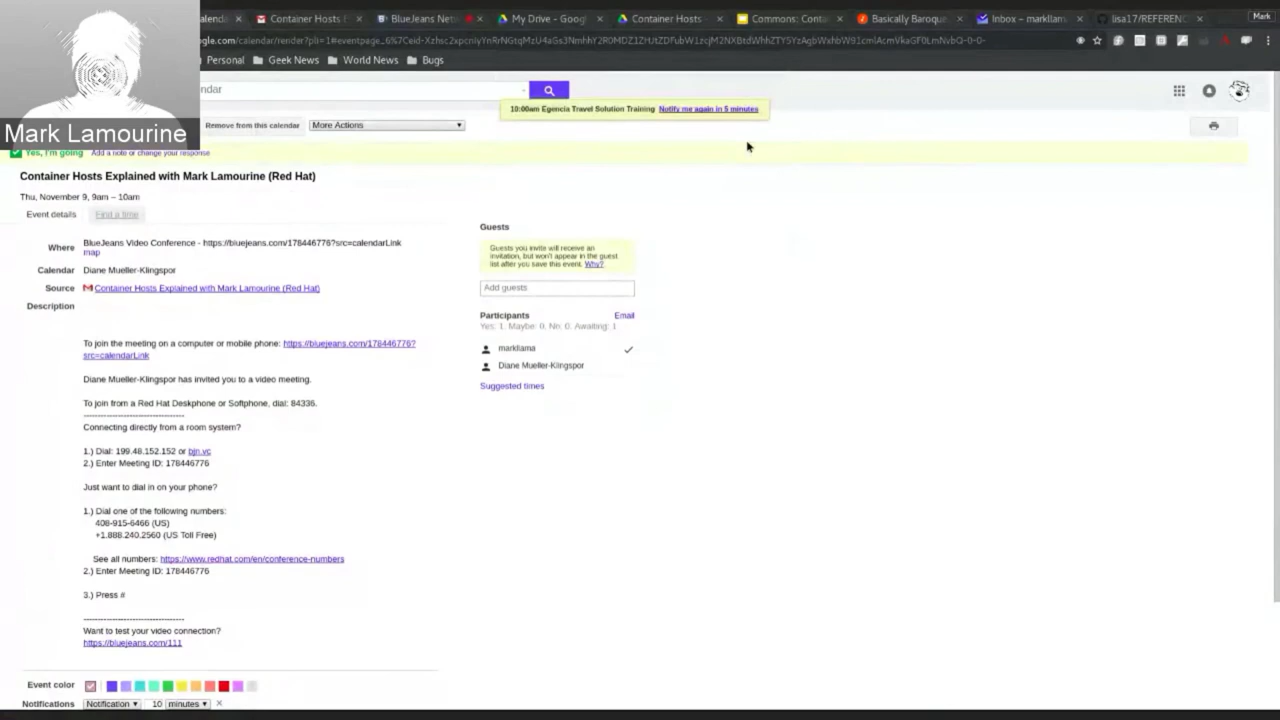 alenda
Container Hosts E
BlueJeans Net
My Drive - Goog
Container Hosts -
Commons: Conta
Basically Baroque
Inbox – markllam
lisa17/REFERENC
Mark
Personal
Geek News
World News
Bugs
ndar
10:00am Egencia Travel Solution Training Notify me again in 5 minutes
Mark Lamourine
Remove from this calendar
More Actions
Yes, I'm going Add a note or change your response
Container Hosts Explained with Mark Lamourine (Red Hat)
Thu, November 9, 9am – 10am
Event details
Find a time
Where
BlueJeans Video Conference - https://bluejeans.com/178446776?src=calendarLink
map
Calendar
Diane Mueller-Klingspor
Source
Container Hosts Explained with Mark Lamourine (Red Hat)
Description
To join the meeting on a computer or mobile phone: https://bluejeans.com/178446776?
src=calendarLink
Diane Mueller-Klingspor has invited you to a video meeting.
To join from a Red Hat Deskphone or Softphone, dial: 84336.
-------------------------------
Connecting directly from a room system?
1.) Dial: 199.48.152.152 or bjn.vc
2.) Enter Meeting ID: 178446776
Just want to dial in on your phone?
1.) Dial one of the following numbers:
408-915-6466 (US)
+1.888.240.2560 (US Toll Free)
See all numbers: https://www.redhat.com/en/conference-numbers
2.) Enter Meeting ID: 178446776
3.) Press #
-------------------------------
Want to test your video connection?
https://bluejeans.com/111
Guests
Guests you invite will receive an
invitation, but won't appear in the guest
list after you save this event. Why?
Add guests
Participants
Email
Yes: 1, Maybe: 0, No: 0, Awaiting: 1
markllama
Diane Mueller-Klingspor
Suggested times
Event color
Notifications
Notification
10
minutes